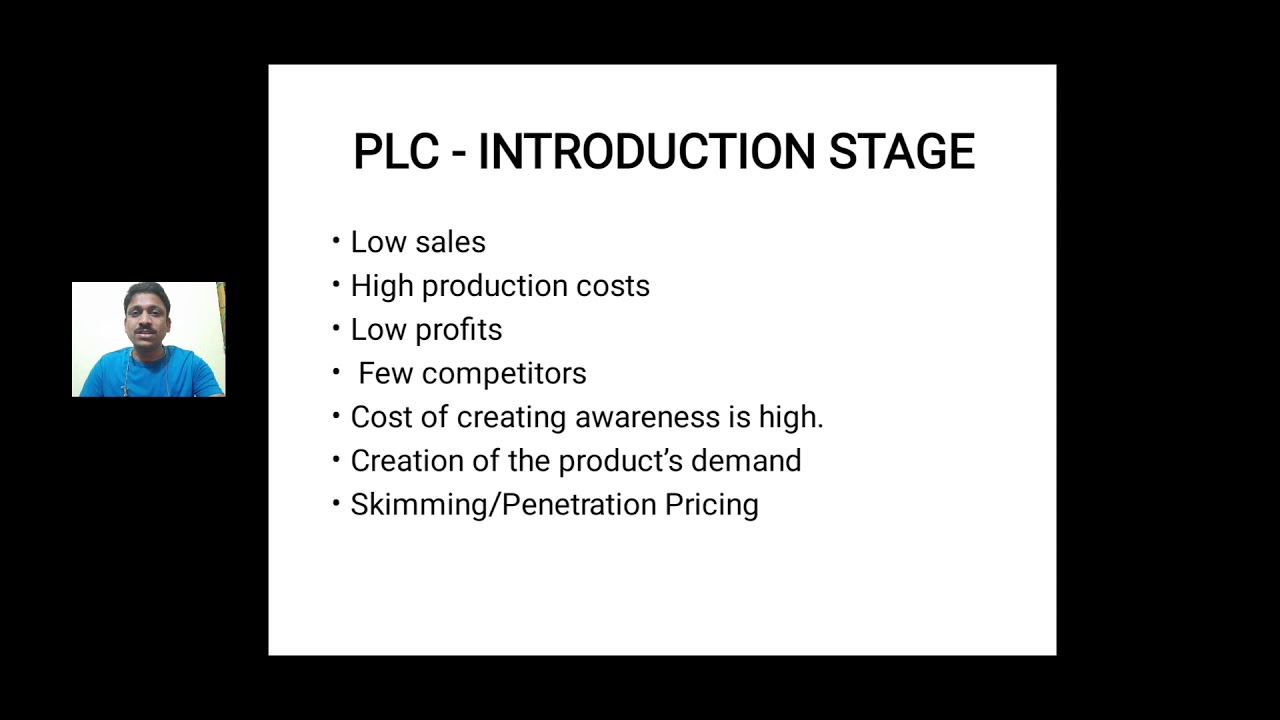 PLC - INTRODUCTION STAGE
• Low sales
• High production costs
• Low profits
• Few competitors
• Cost of creating awareness is high.
• Creation of the product’s demand
• Skimming/Penetration Pricing